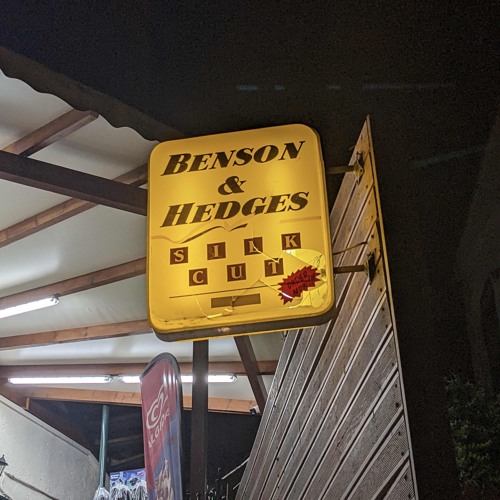 BENSON
&
HEDGES
SILK
CUT